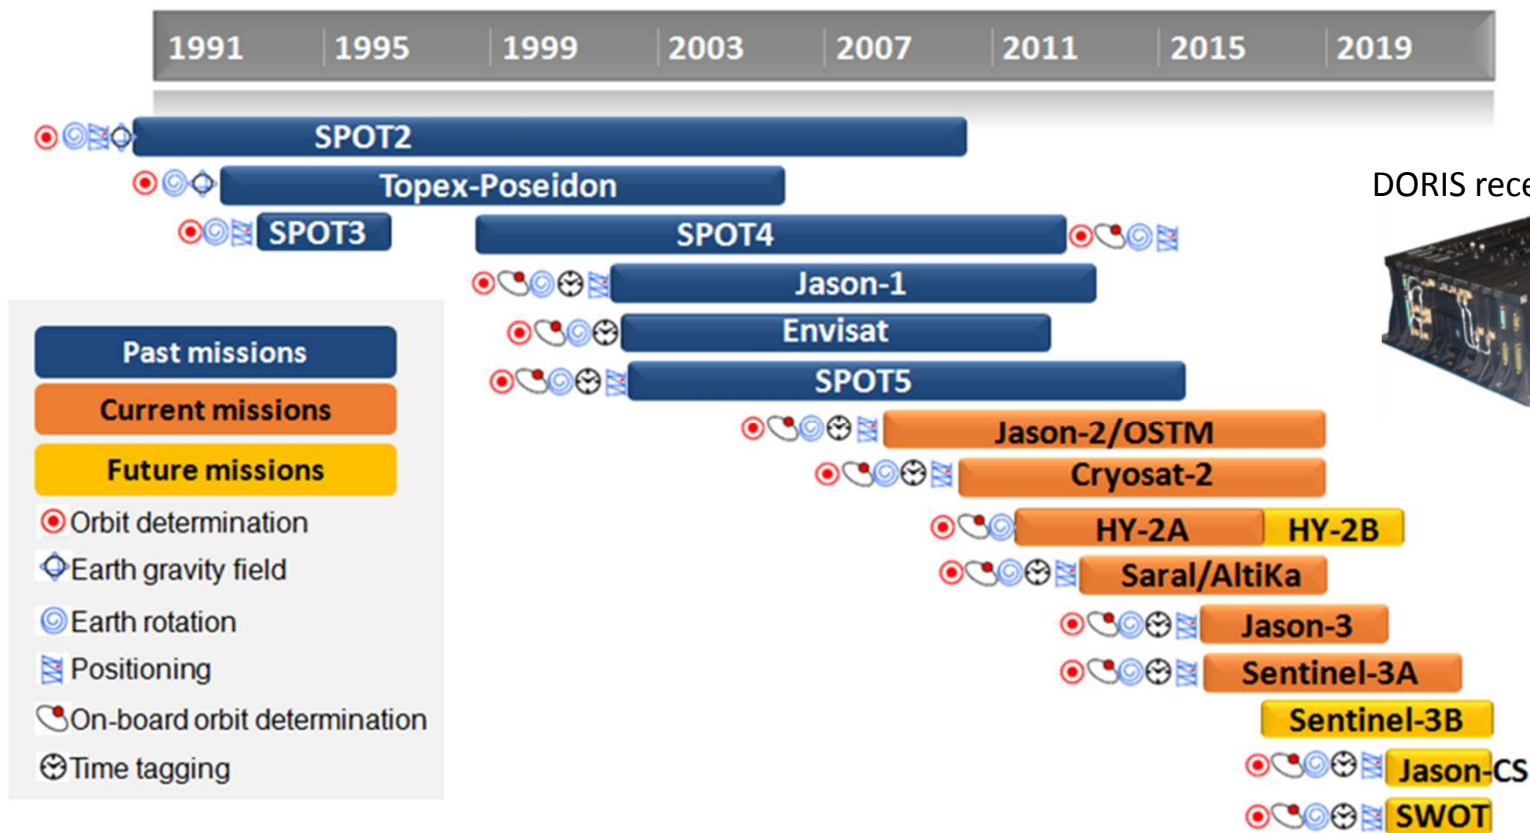 1991 1995 1999 2003 2007 2011 2015 2019
SPOT2
Topex-Poseidon
DORIS rece
SPOT3 SPOT4
Jason-1
Envisat
SPOT5
Jason-2/OSTM
Cryosat-2
HY-2A HY-2B
Saral/AltiKa
Jason-3
Sentinel-3A
Sentinel-3B
Jason-CS
SWOT
Past missions
Current missions
Future missions
Orbit determination
Earth gravity field
Earth rotation
Positioning
On-board orbit determination
Time tagging